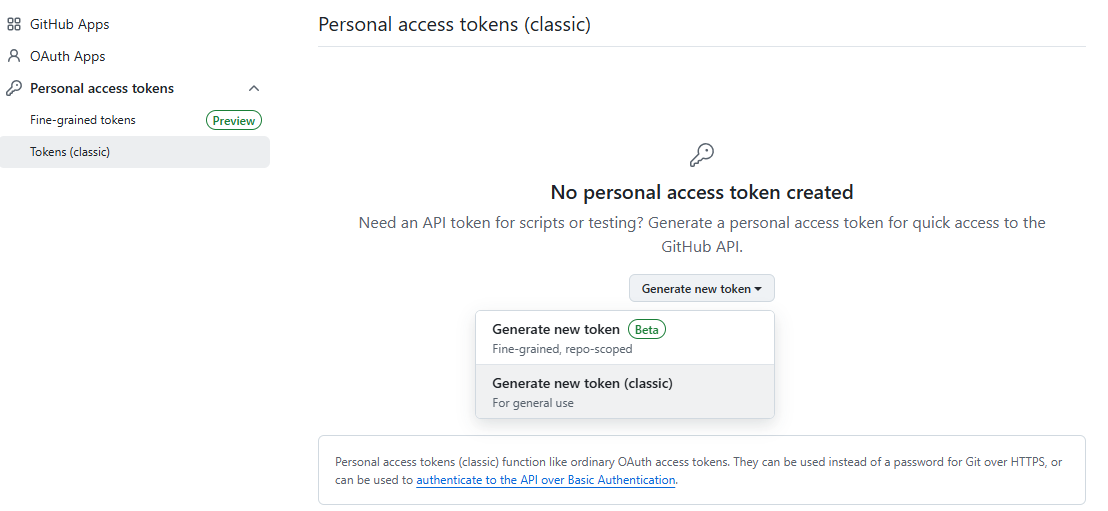 GitHub Apps
OAuth Apps
Personal access tokens
Fine-grained tokens Preview
Tokens (classic)
Personal access tokens (classic)
No personal access token created
Need an API token for scripts or testing? Generate a personal access token for quick access to the
GitHub API.
Generate new token
Generate new token Beta
Fine-grained, repo-scoped
Generate new token (classic)
For general use
Personal access tokens (classic) function like ordinary OAuth access tokens. They can be used instead of a password for Git over HTTPS, or
can be used to authenticate to the API over Basic Authentication.